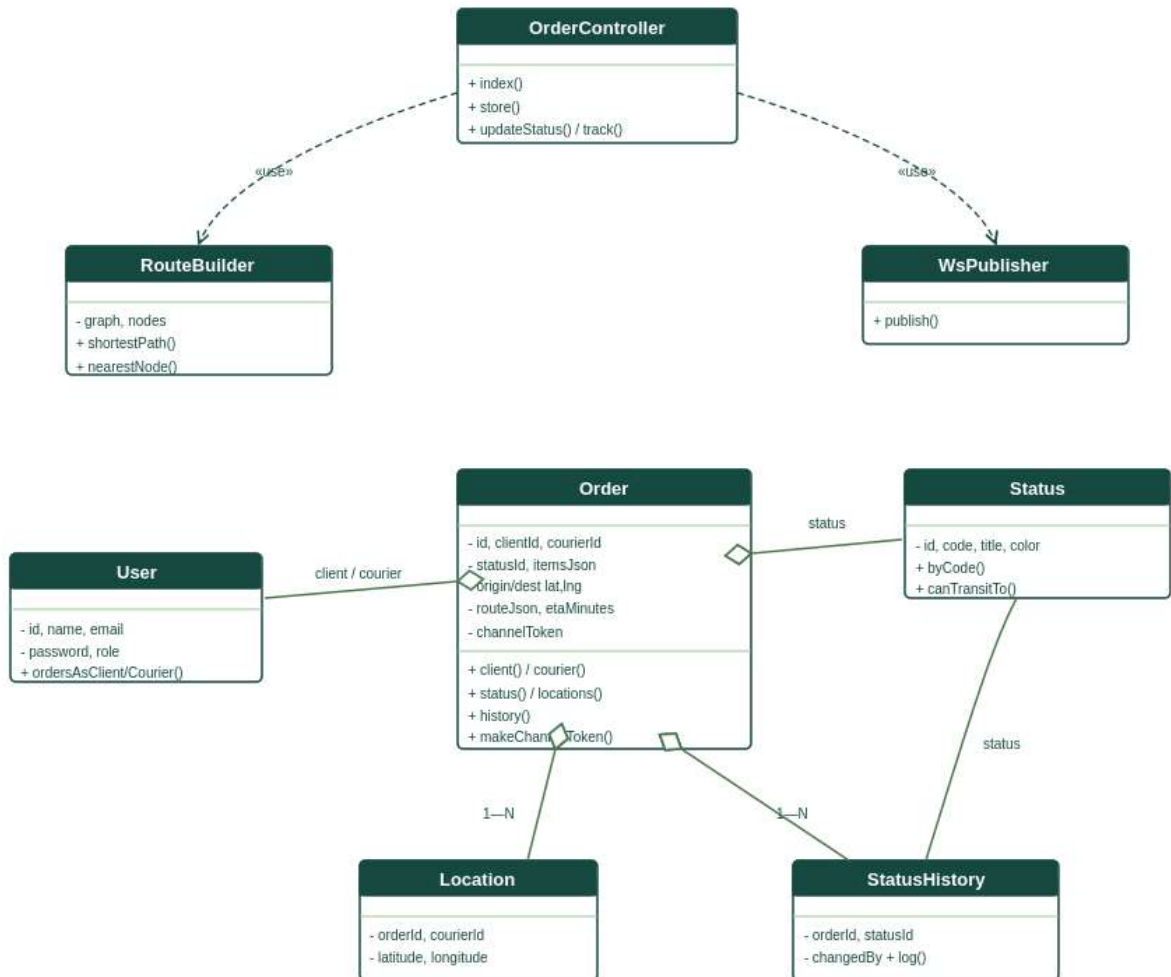 OrderController
+ index()
+ store()
+ updateStatus() / track()
«use»
«use»
RouteBuilder
- graph, nodes
+ shortestPath()
+ nearestNode()
WsPublisher
+ publish()
Order
- id, clientId, courierId
- statusId, itemsJson
origin/dest lat,lng
- routeJson, etaMinutes
- channelToken
+ client() / courier()
+ status() / locations()
+ history()
+ makeChannelToken()
status
Status
- id, code, title, color
+ byCode()
+ canTransitTo()
client / courier
User
- id, name, email
- password, role
+ ordersAsClient/Courier()
status
1—N
1—N
Location
- orderId, courierId
- latitude, longitude
StatusHistory
- orderId, statusId
- changedBy + log()